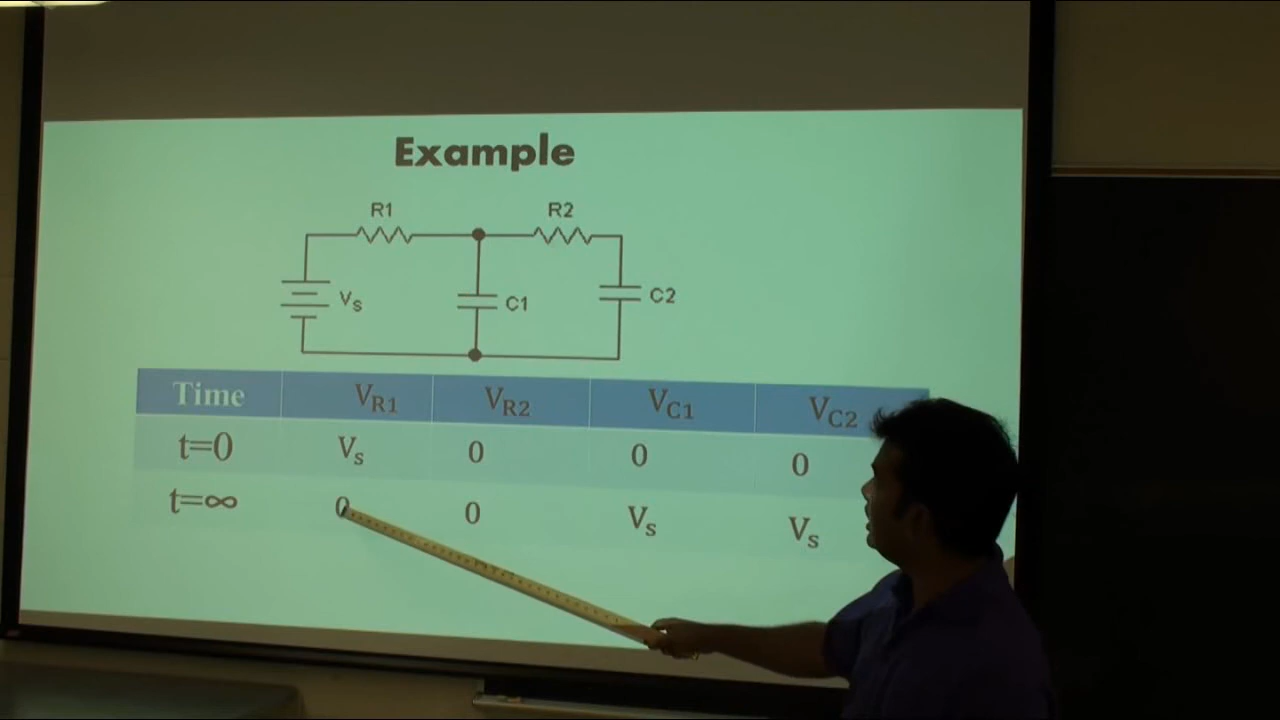 Example
R1 R2
Vs C1 C2
Time VR1 VR2 VC1 VC2
t=0 Vs 0 0 0
t=∞ 0 0 Vs Vs